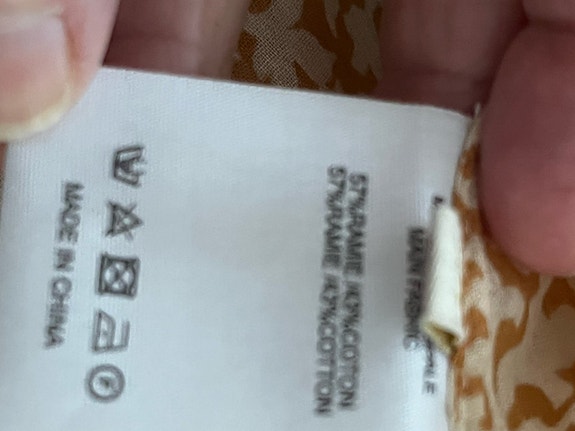 MAIN FABRIC
57%RAMIE /43%COTON
57%RAMIE /43%COTTON
MADE IN CHINA